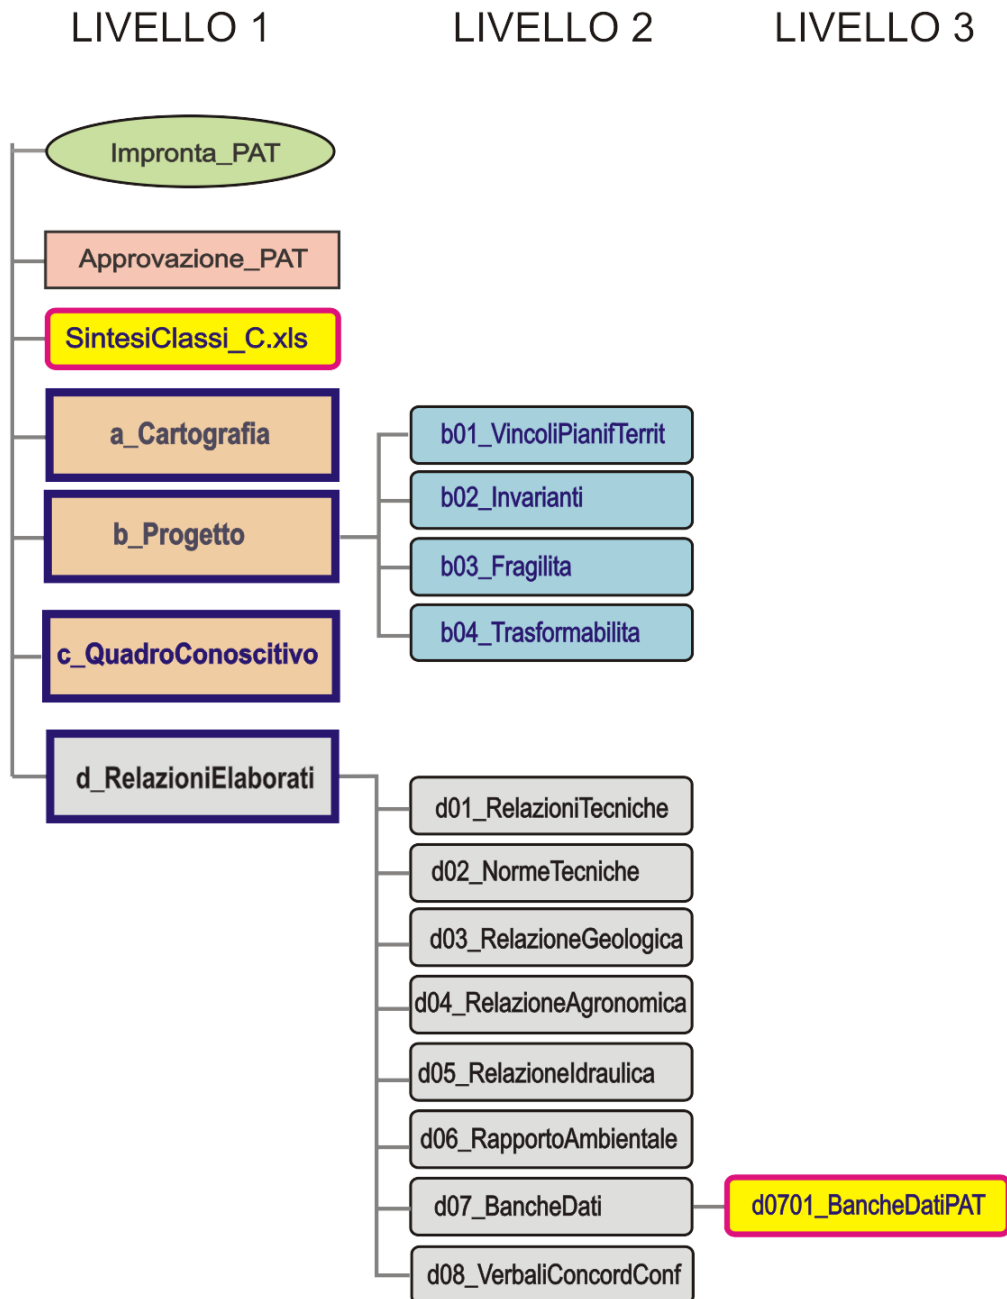 LIVELLO 1
LIVELLO 2
LIVELLO 3
Impronta_PAT
Approvazione_PAT
SintesiClassi_C.xls
a_Cartografia
b_Progetto
b01_VincoliPianifTerrit
b02_Invarianti
b03_Fragilita
b04_Trasformabilita
c_QuadroConoscitivo
d_RelazioniElaborati
d01_RelazioniTecniche
d02_NormeTecniche
d03_RelazioneGeologica
d04_RelazioneAgronomica
d05_RelazioneIdraulica
d06_RapportoAmbientale
d07_BancheDati
d0701_BancheDatiPAT
d08_VerbaliConcordConf